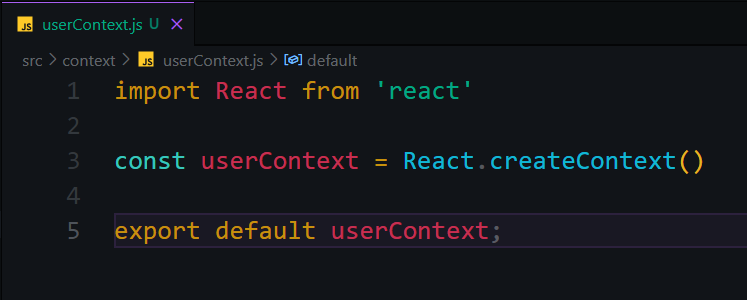 JS userContext.js U ×
src > context > JS userContext.js > default
1 import React from 'react'
2
3 const userContext = React.createContext()
4
5 export default userContext;